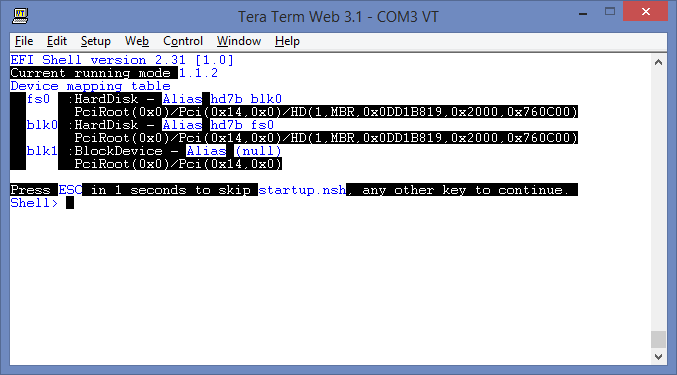 Tera Term Web 3.1 - COM3 VT
File Edit Setup Web Control Window Help
EFI Shell version 2.31 [1.0]
Current running mode 1.1.2
Device mapping table
fs0 :HardDisk - Alias hd7b blk0
PciRoot(0x0)/Pci(0x14,0x0)/HD(1,MBR,0x0DD1B819,0x2000,0x760C00)
blk0 :HardDisk - Alias hd7b fs0
PciRoot(0x0)/Pci(0x14,0x0)/HD(1,MBR,0x0DD1B819,0x2000,0x760C00)
blk1 :BlockDevice - Alias (null)
PciRoot(0x0)/Pci(0x14,0x0)
Press ESC in 1 seconds to skip startup.nsh, any other key to continue.
Shell>